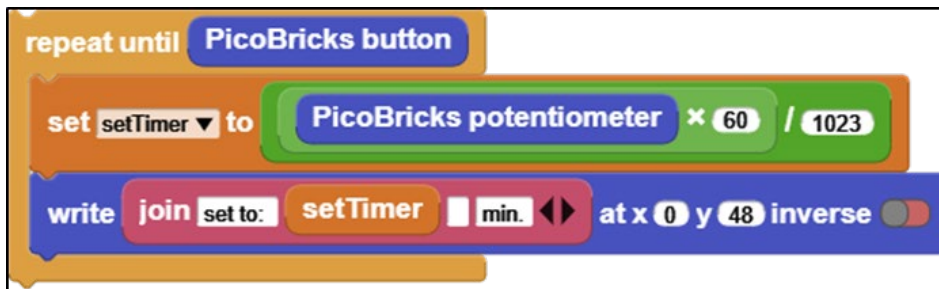 repeat until PicoBricks button
set setTimer ▼ to PicoBricks potentiometer × 60 / 1023
write join set to: setTimer min. ◀▶ at x 0 y 48 inverse